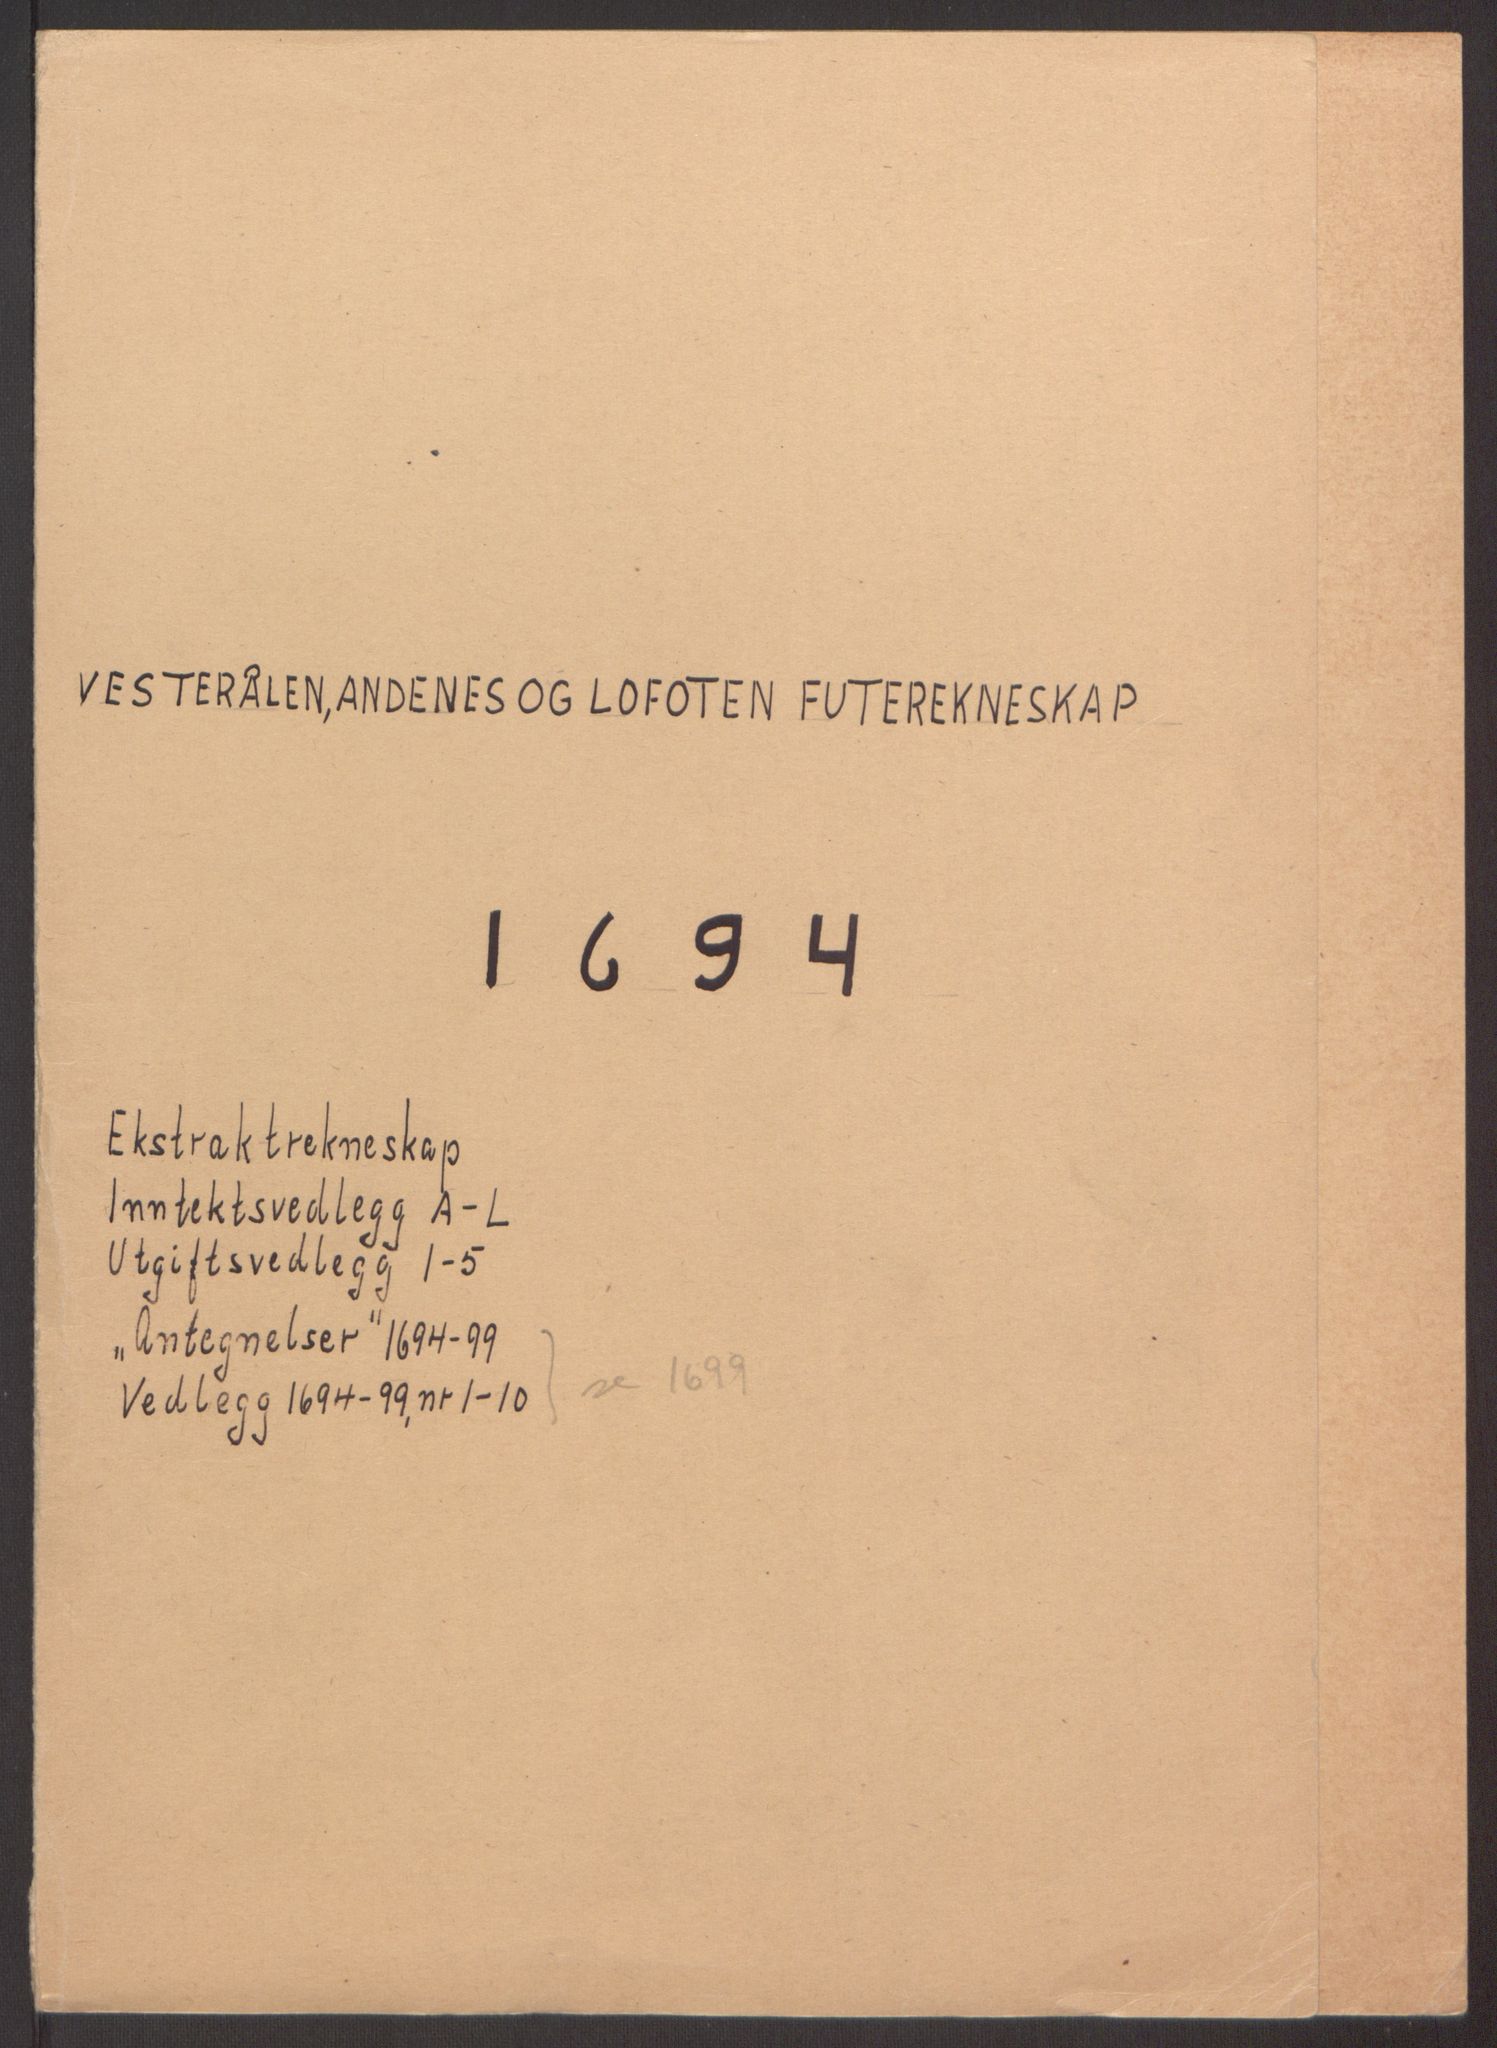 VESTERÅLEN, ANDENES OG LOFOTEN FUTEREKNESKAP
1694
Ekstraktrekneskap
Inntektsvedlegg A-L
Utgiftsvedlegg 1-5
„Antegnelser" 1694-99
Vedlegg 1694-99, nr 1-10 } se 1699